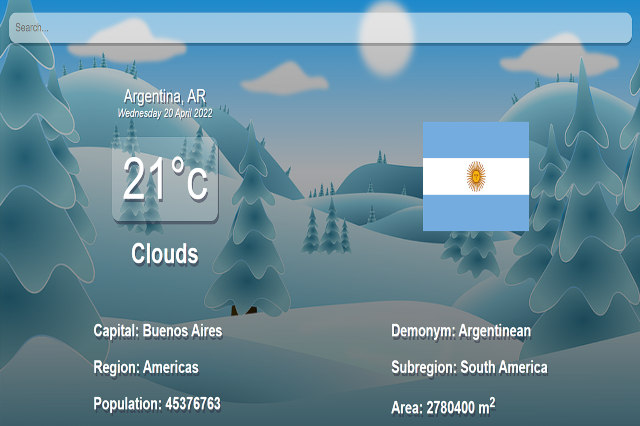 Search...
Argentina, AR
Wednesday 20 April 2022
21°c
Clouds
Capital: Buenos Aires
Demonym: Argentinean
Region: Americas
Subregion: South America
Population: 45376763
Area: 2780400 m²